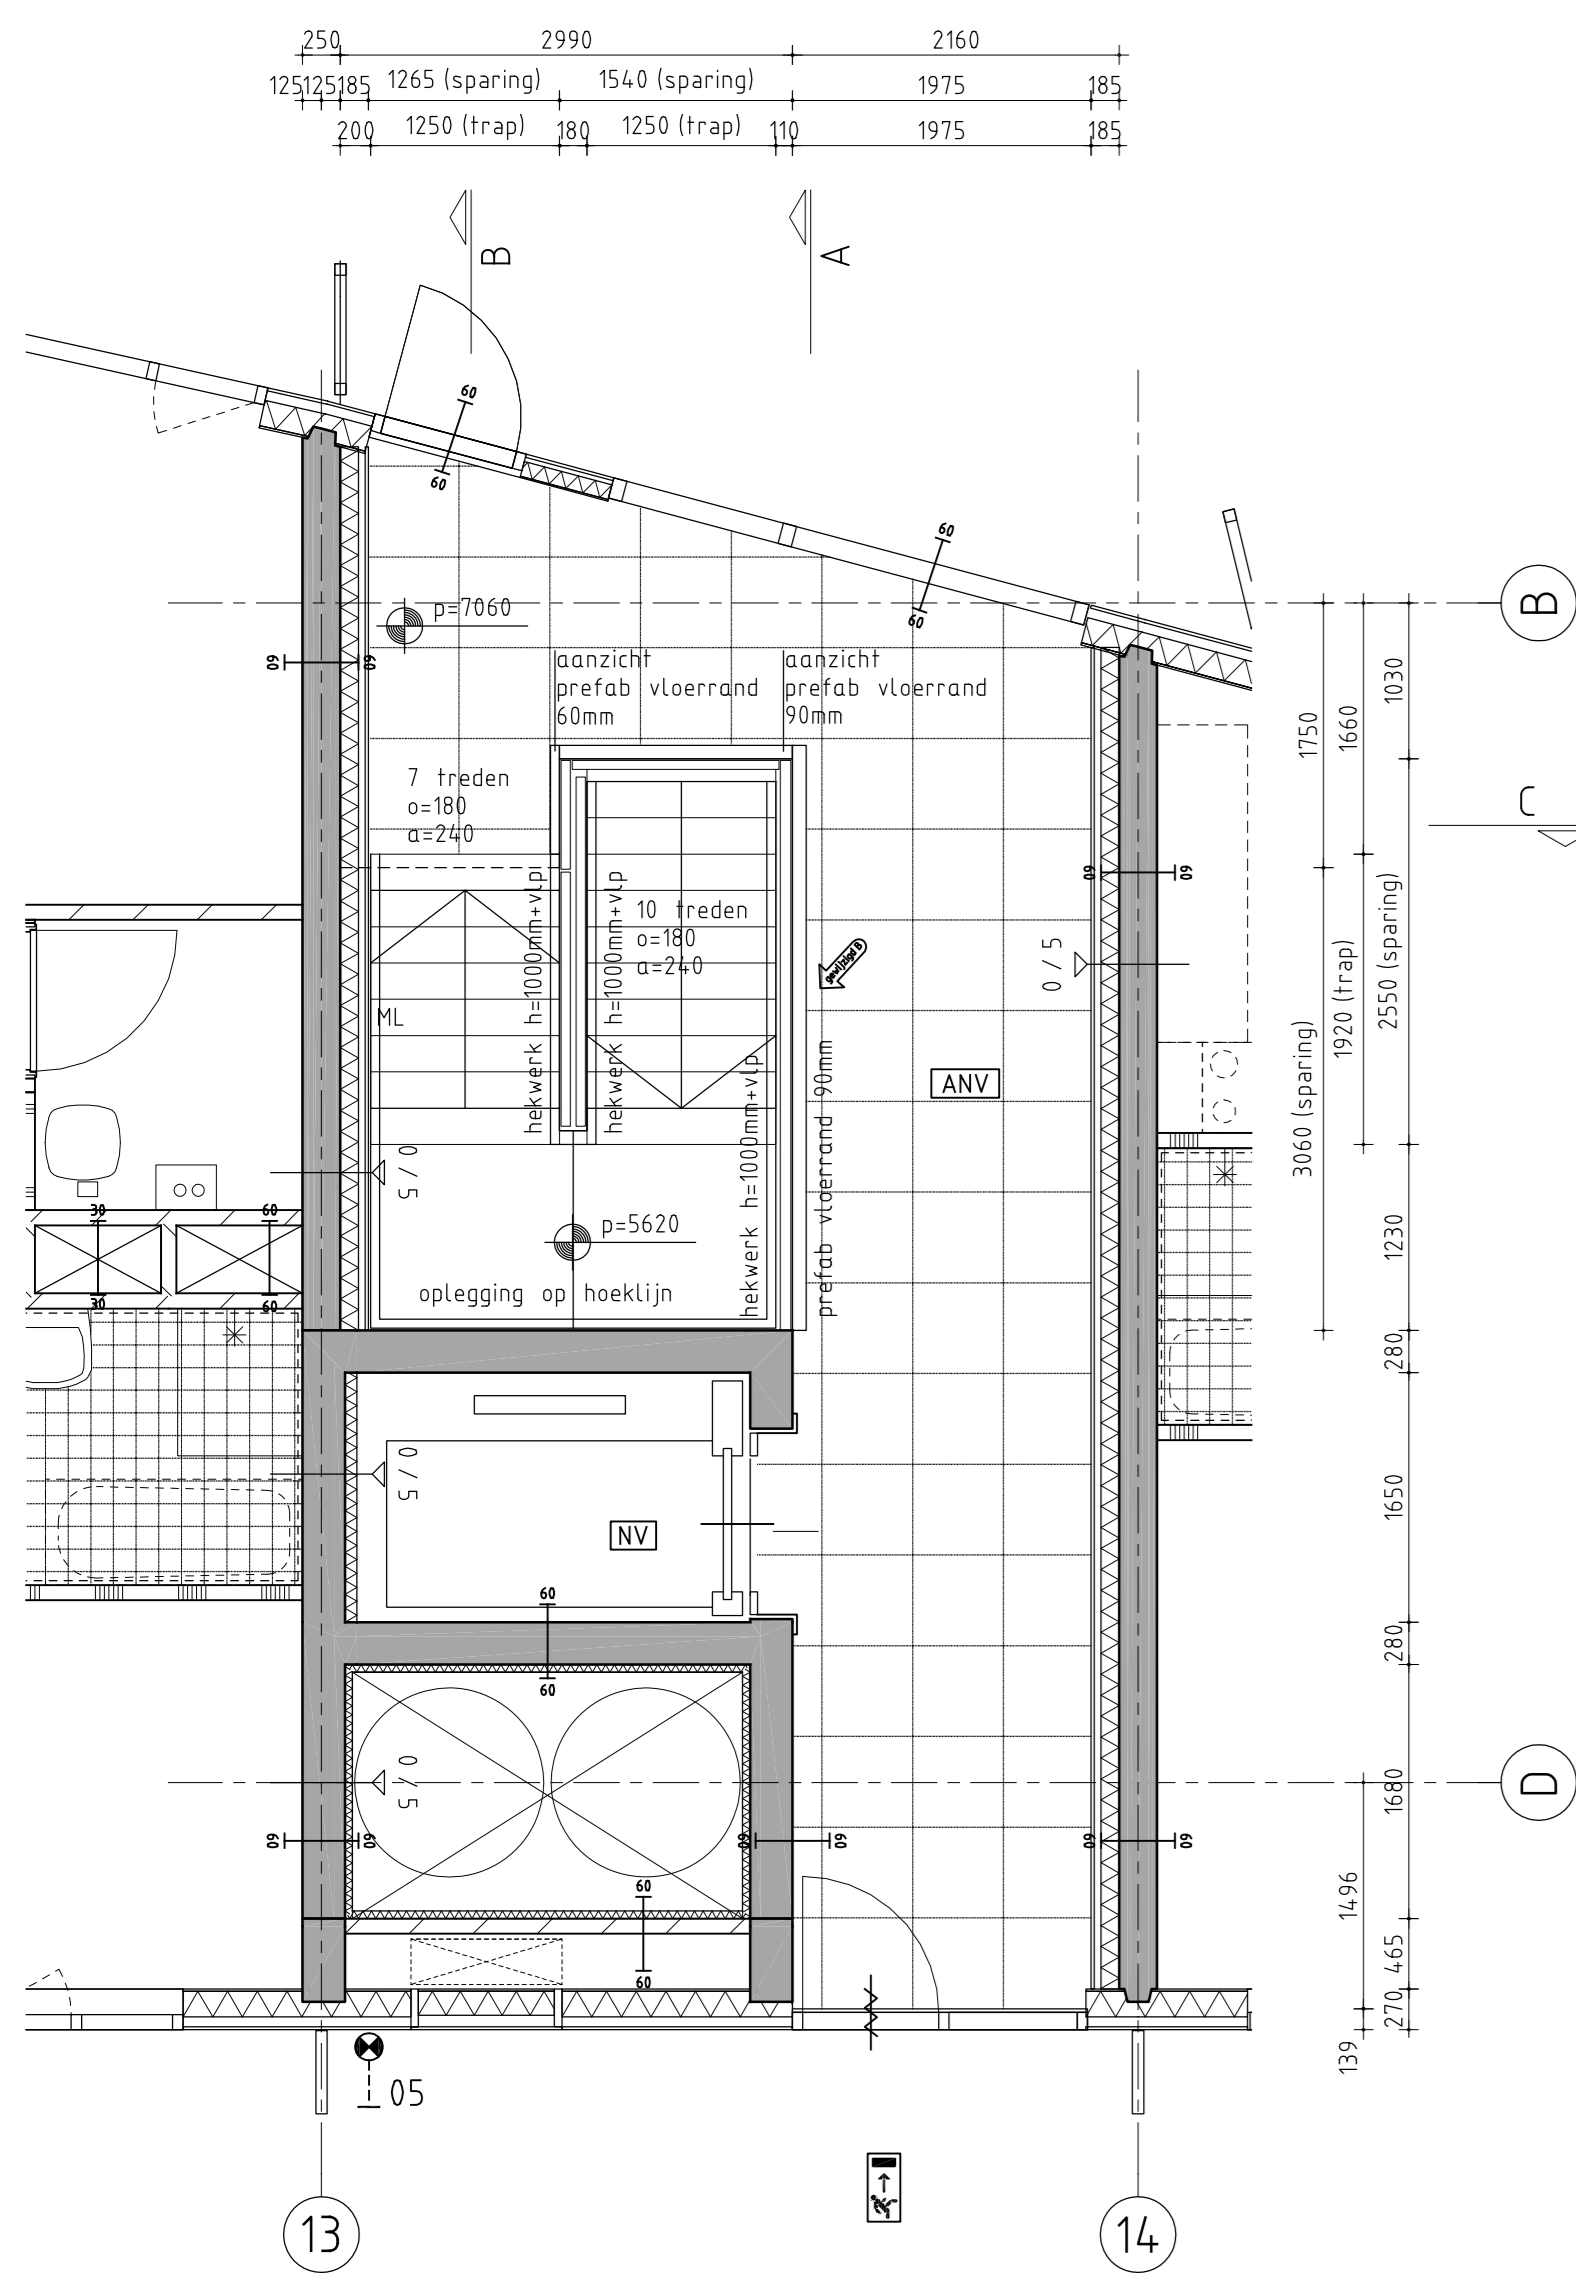 250 2990 2160
125 125 185 1265 (sparing) 1540 (sparing) 1975 185
200 1250 (trap) 180 1250 (trap) 110 1975 185
B
A
60
60
60
60
B
p=7060
60
60
aanzicht
prefab vloerrand
60mm
aanzicht
prefab vloerrand
90mm
1030
1660
1750
7 treden
o=180
a=240
C
60
60
10 treden
o=180
a=240
hekwerk h=1000mm+vlp
hekwerk h=1000mm+vlp
gewijzigd B
0 / 5
ML
2550 (sparing)
1920 (trap)
3060 (sparing)
ANV
hekwerk h=1000mm+vlp
prefab vloerrand 90mm
0 / 5
30
60
p=5620
1230
oplegging op hoeklijn
30
60
280
0 / 5
1650
NV
60
280
60
0 / 5
D
1680
60
60
60
60
60
60
60
1496
465
60
270
139
05
13
14